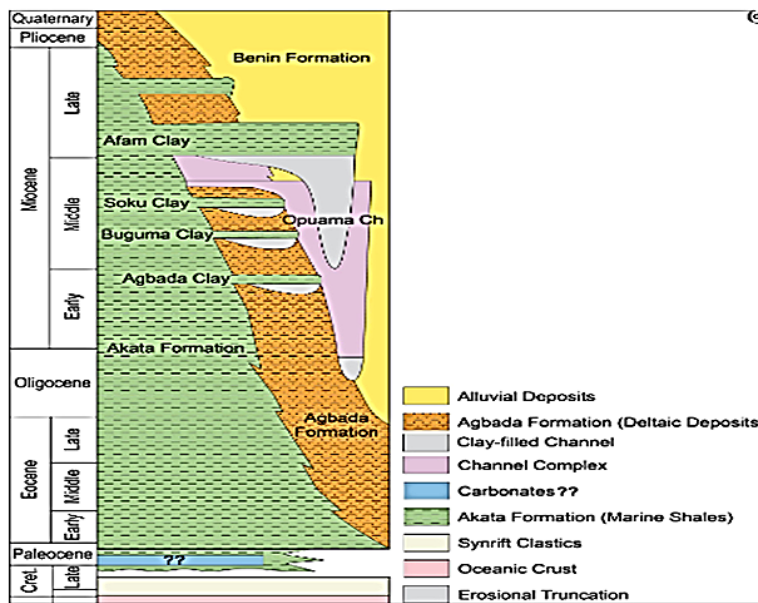 Quaternary
Pliocene
Miocene
Late
Middle
Early
Oligocene
Eocene
Late
Middle
Early
Paleocene
Cret.
Late
Benin Formation
Afam Clay
Soku Clay
Opuama Ch
Buguma Clay
Agbada Clay
Akata Formation
Agbada
Formation
??
Alluvial Deposits
Agbada Formation (Deltaic Deposits
Clay-filled Channel
Channel Complex
Carbonates??
Akata Formation (Marine Shales)
Synrift Clastics
Oceanic Crust
Erosional Truncation